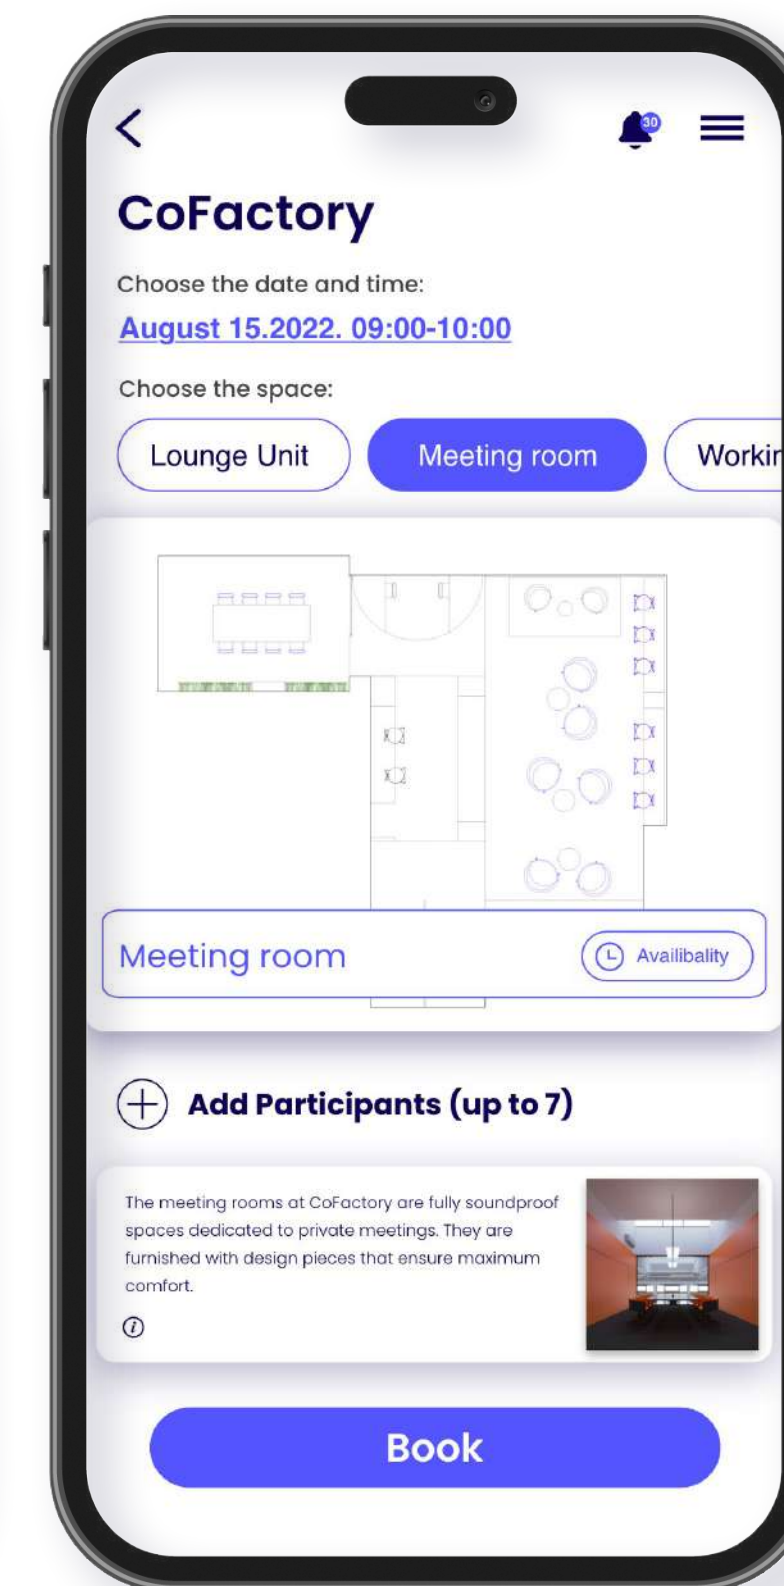 30
CoFactory
Choose the date and time:
August 15.2022. 09:00-10:00
Choose the space:
Lounge Unit
Meeting room
Workin
Meeting room
Availibality
Add Participants (up to 7)
The meeting rooms at CoFactory are fully soundproof
spaces dedicated to private meetings. They are
furnished with design pieces that ensure maximum
comfort.
i
Book